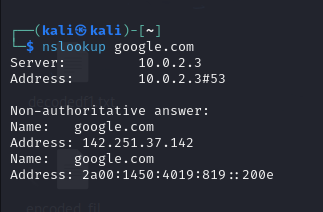 ┌──(kali㉿kali)-[~]
└─$ nslookup google.com
Server:         10.0.2.3
Address:        10.0.2.3#53

Non-authoritative answer:
Name:   google.com
Address: 142.251.37.142
Name:   google.com
Address: 2a00:1450:4019:819::200e